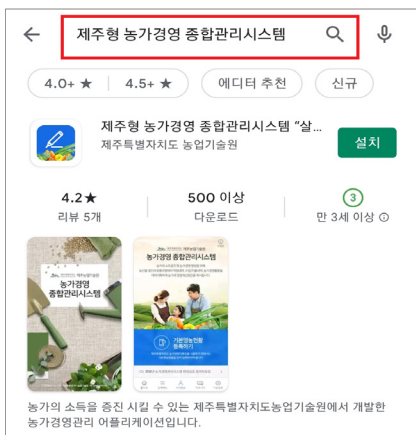 제주형 농가경영 종합관리시스템
4.0+ ★ 4.5+ ★ 에디터 추천 신규
제주형 농가경영 종합관리시스템 “살...
제주특별자치도 농업기술원
설치
4.2★ 500 이상 3
리뷰 5개 다운로드 만 3세 이상
농가경영
종합관리시스템
농가경영 종합관리시스템
기본영농현황
등록하기
농가의 소득을 증진 시킬 수 있는 제주특별자치도농업기술원에서 개발한
농가경영관리 어플리케이션입니다.